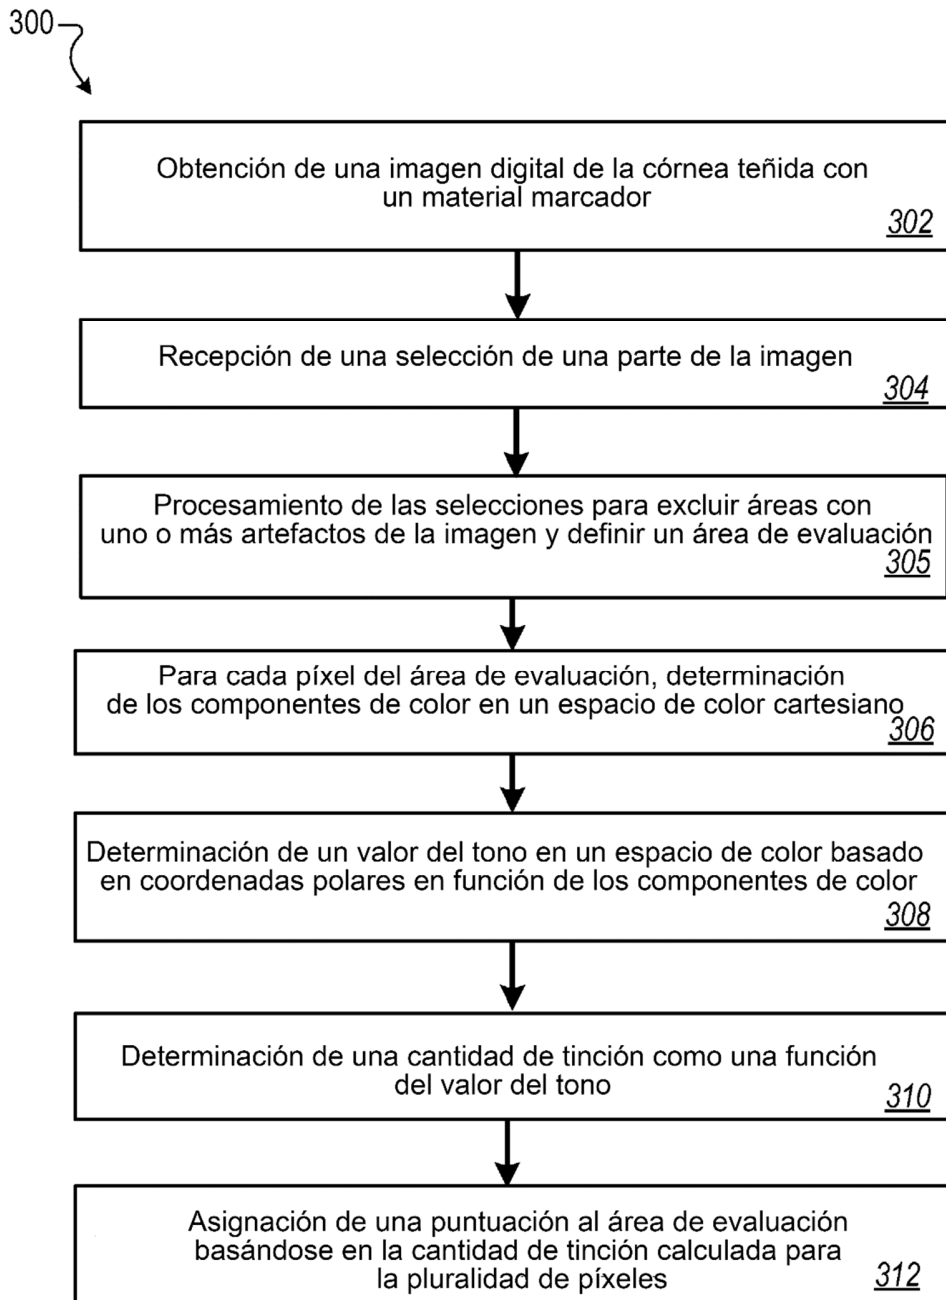 300
Obtención de una imagen digital de la córnea teñida con
un material marcador
302
Recepción de una selección de una parte de la imagen
304
Procesamiento de las selecciones para excluir áreas con
uno o más artefactos de la imagen y definir un área de evaluación
305
Para cada píxel del área de evaluación, determinación
de los componentes de color en un espacio de color cartesiano
306
Determinación de un valor del tono en un espacio de color basado
en coordenadas polares en función de los componentes de color
308
Determinación de una cantidad de tinción como una función
del valor del tono
310
Asignación de una puntuación al área de evaluación
basándose en la cantidad de tinción calculada para
la pluralidad de píxeles
312